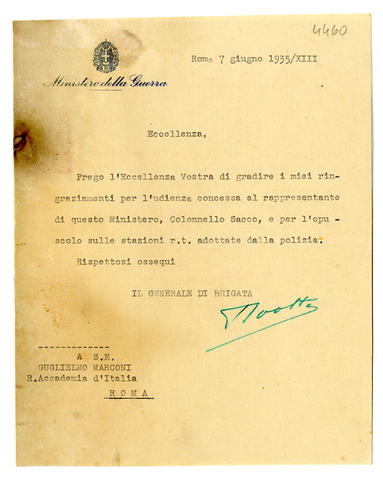 4460
Roma 7 giugno 1935/XIII
Ministero della Guerra
Eccellenza,
Prego l'Eccellenza Vostra di gradire i miei rin-
graziamenti per l'udienza concessa al rappresentante
di questo Ministero, Colonnello Sacco, e per l'opu-
scolo sulle stazioni r.t. adottate dalla polizia.
Rispettosi ossequi
IL GENERALE DI BRIGATA
A S.E.
GUGLIELMO MARCONI
R.Accademia d'Italia
ROMA